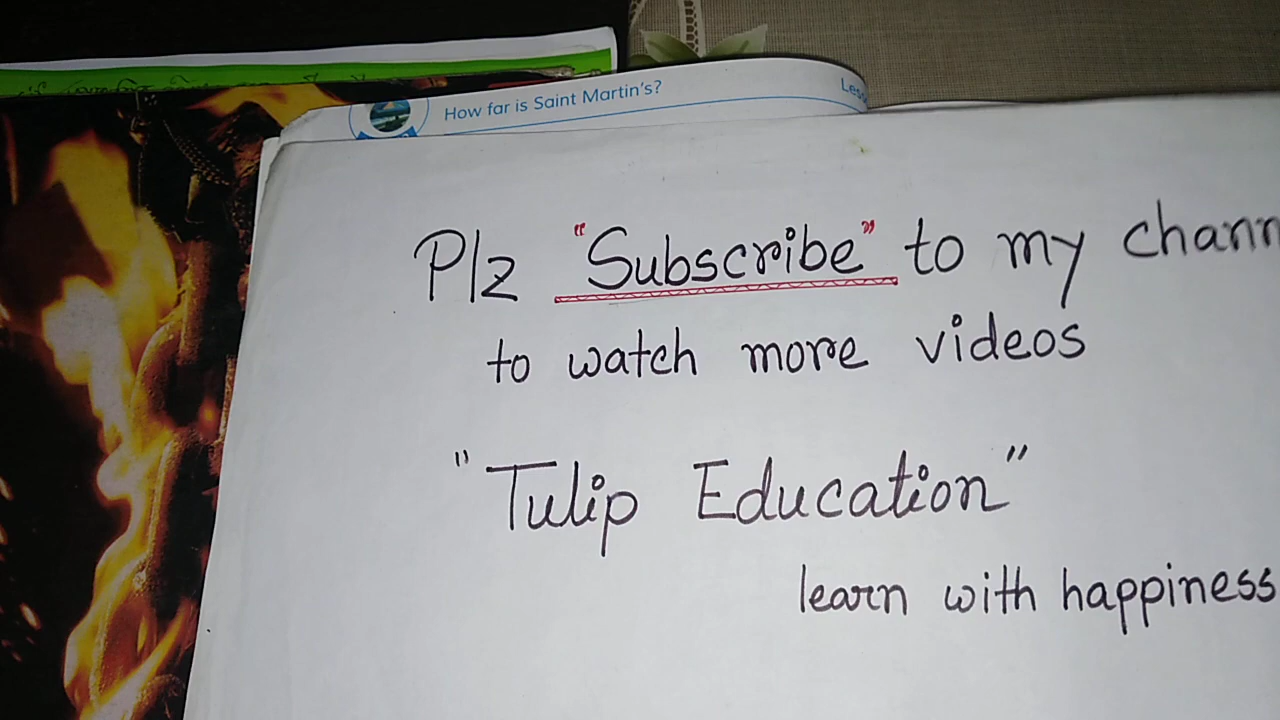 How far is Saint Martin's?
Plz "Subscribe" to my chann
to watch more videos
"Tulip Education"
learn with happiness